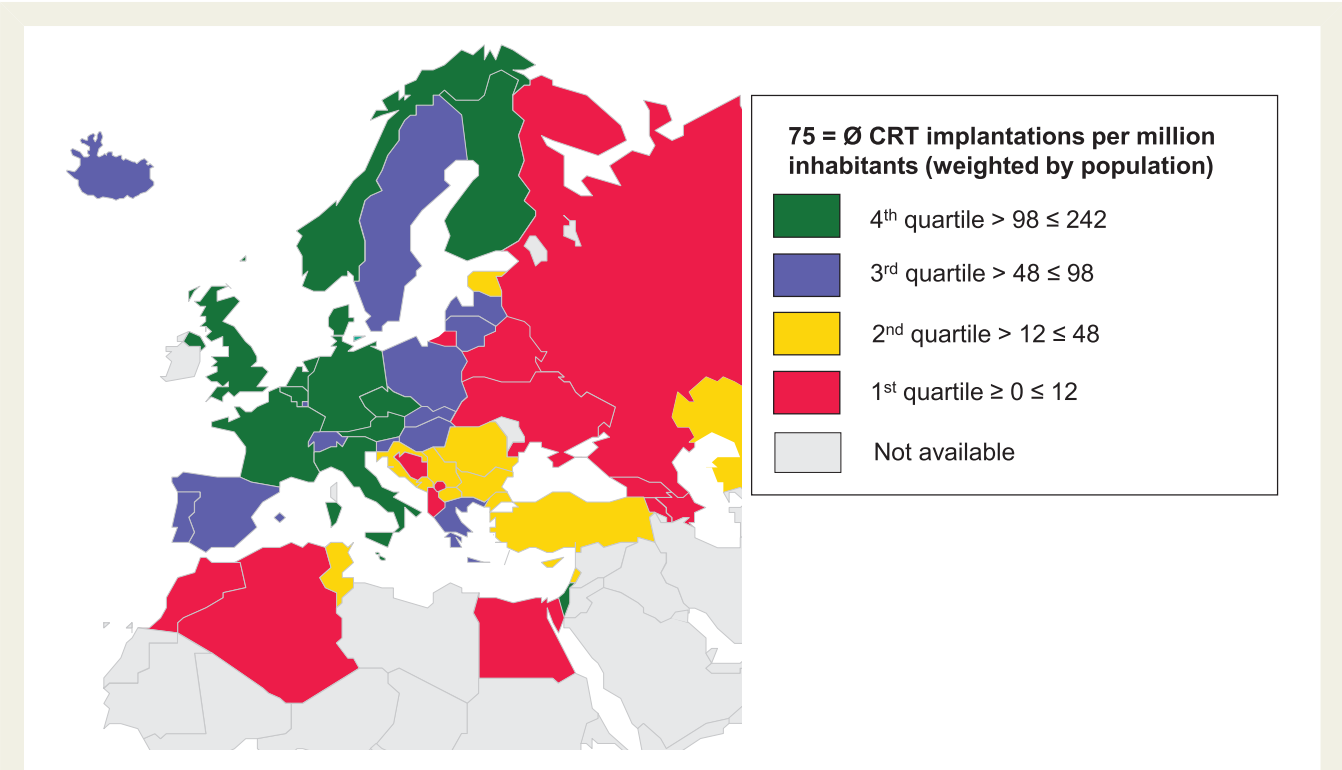 75 = Ø CRT implantations per million
inhabitants (weighted by population)
4th quartile > 98 ≤ 242
3rd quartile > 48 ≤ 98
2nd quartile > 12 ≤ 48
1st quartile ≥ 0 ≤ 12
Not available